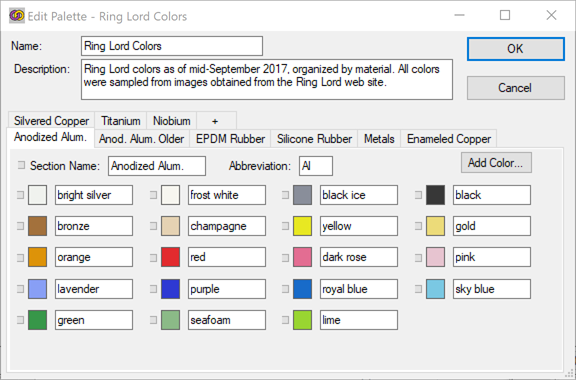 Edit Palette - Ring Lord Colors
Name: Ring Lord Colors
OK
Description: Ring Lord colors as of mid-September 2017, organized by material. All colors
were sampled from images obtained from the Ring Lord web site.
Cancel
Silvered Copper Titanium Niobium +
Anodized Alum. Anod. Alum. Older EPDM Rubber Silicone Rubber Metals Enameled Copper
Section Name: Anodized Alum. Abbreviation: Al Add Color...
bright silver frost white black ice black
bronze champagne yellow gold
orange red dark rose pink
lavender purple royal blue sky blue
green seafoam lime